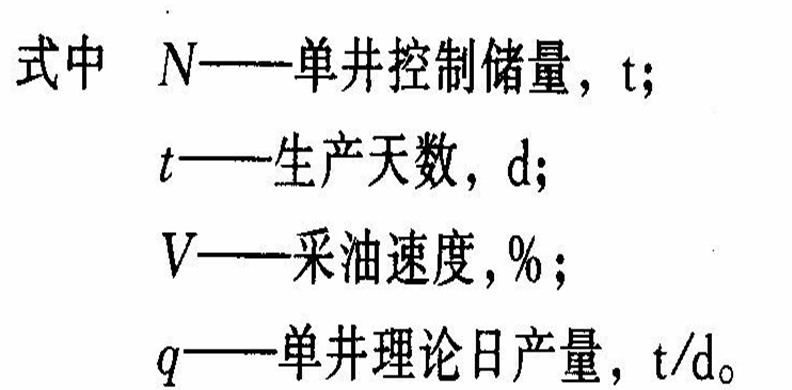 式中 N——单井控制储量，t;
t——生产天数，d;
V——采油速度,%;
q——单井理论日产量，t/d。